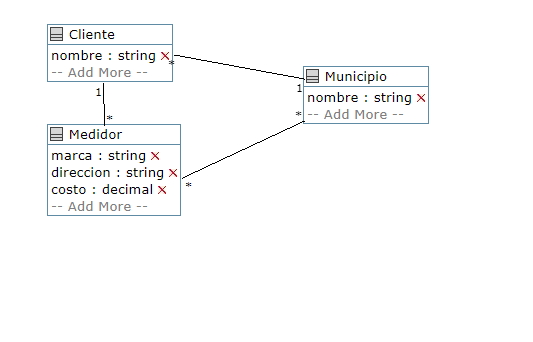 Cliente
nombre : string ×
-- Add More --
*
1
*
Municipio
nombre : string ×
-- Add More --
1
*
Medidor
marca : string ×
direccion : string ×
costo : decimal ×
-- Add More --
*